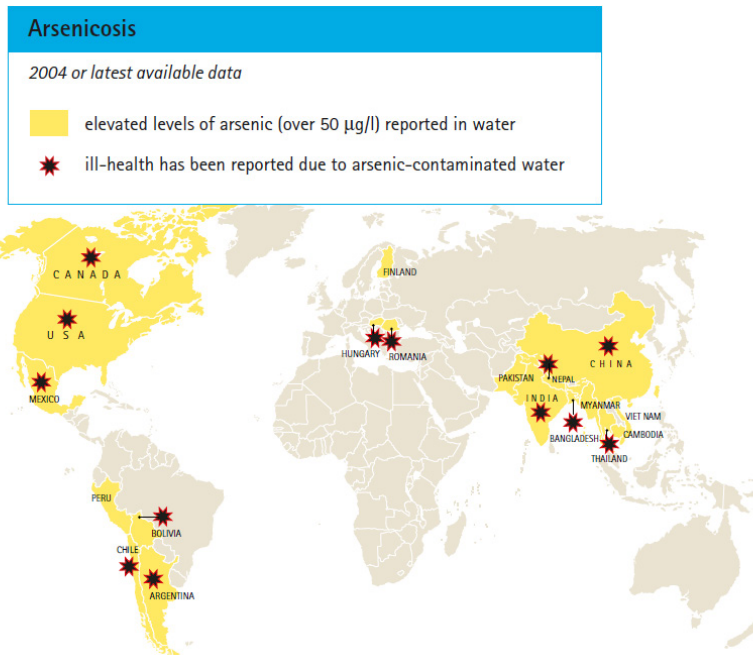 Arsenicosis
2004 or latest available data
elevated levels of arsenic (over 50 µg/l) reported in water
ill-health has been reported due to arsenic-contaminated water
CANADA
USA
MEXICO
PERU
BOLIVIA
CHILE
ARGENTINA
FINLAND
HUNGARY
ROMANIA
CHINA
PAKISTAN
NEPAL
INDIA
MYANMAR
BANGLADESH
VIET NAM
CAMBODIA
THAILAND